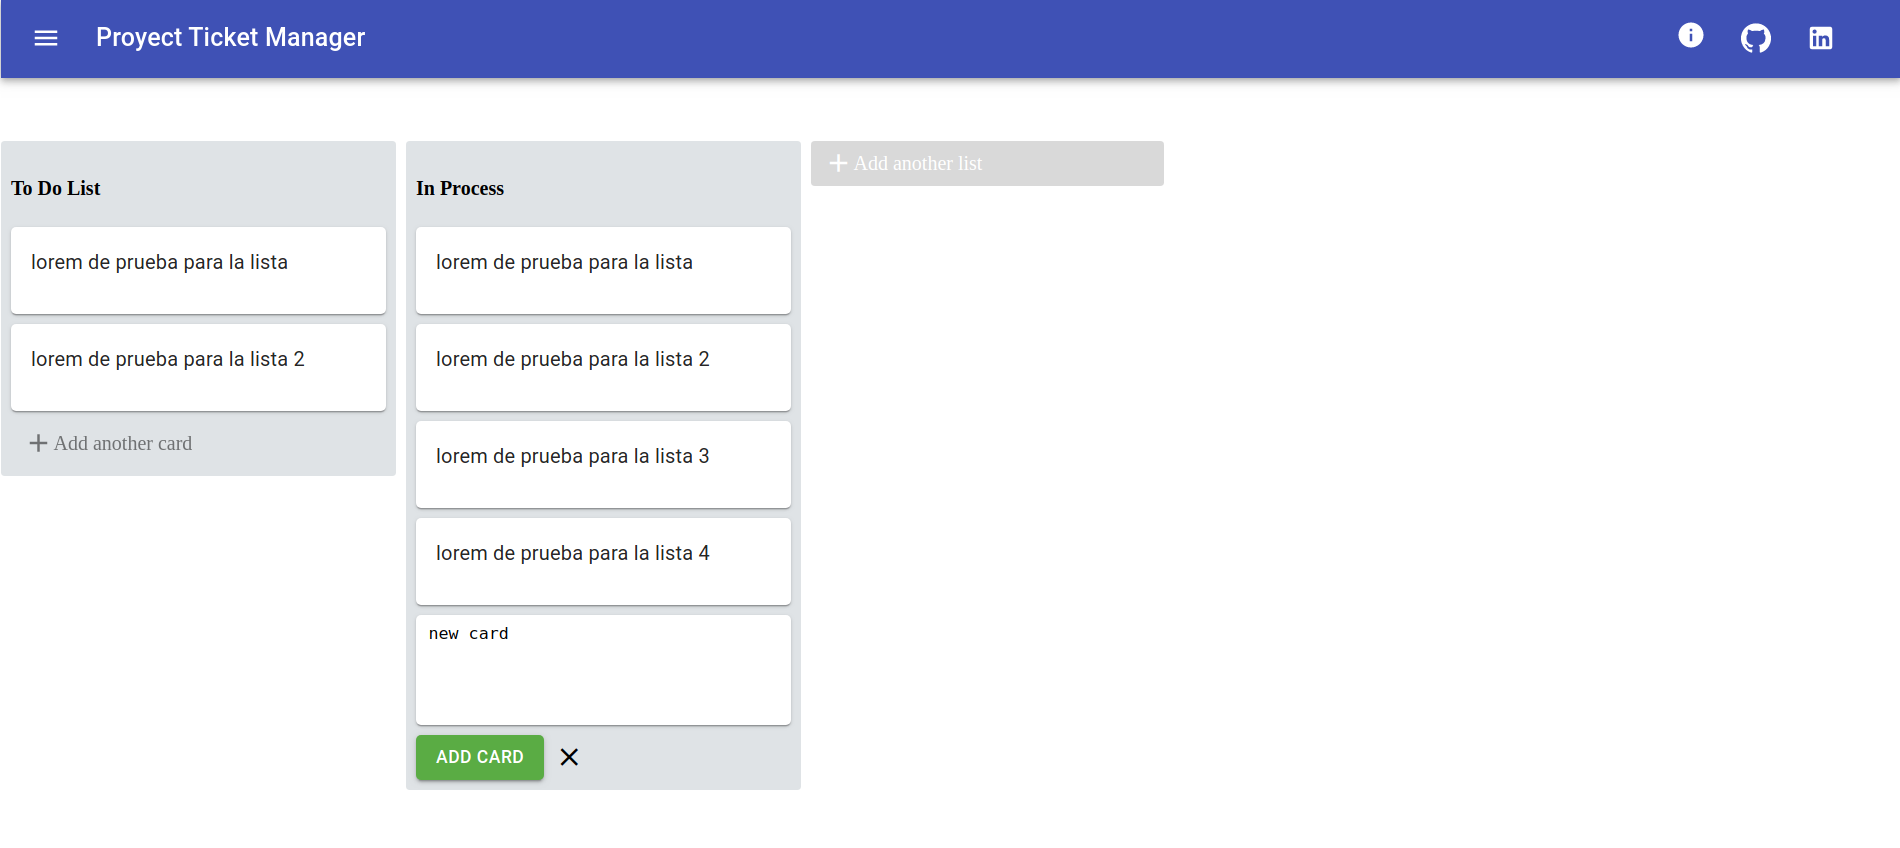 Proyect Ticket Manager
To Do List
lorem de prueba para la lista
lorem de prueba para la lista 2
Add another card
In Process
lorem de prueba para la lista
lorem de prueba para la lista 2
lorem de prueba para la lista 3
lorem de prueba para la lista 4
new card
ADD CARD
Add another list